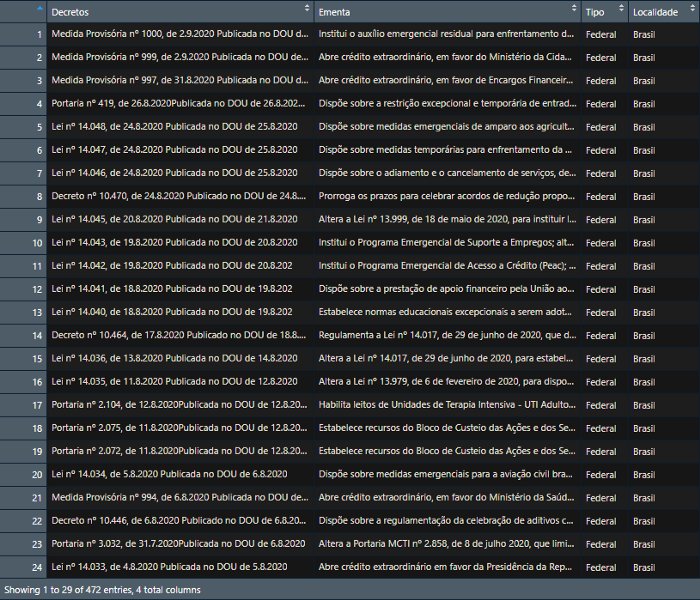 Decretos Ementa Tipo Localidade
1 Medida Provisória nº 1000, de 2.9.2020 Publicada no DOU d... Institui o auxílio emergencial residual para enfrentamento d... Federal Brasil
2 Medida Provisória nº 999, de 2.9.2020 Publicada no DOU de... Abre crédito extraordinário, em favor do Ministério da Cida... Federal Brasil
3 Medida Provisória nº 997, de 31.8.2020 Publicada no DOU d... Abre crédito extraordinário, em favor de Encargos Financeir... Federal Brasil
4 Portaria nº 419, de 26.8.2020Publicada no DOU de 26.8.202... Dispõe sobre a restrição excepcional e temporária de entrad... Federal Brasil
5 Lei nº 14.048, de 24.8.2020 Publicado no DOU de 25.8.2020 Dispõe sobre medidas emergenciais de amparo aos agricult... Federal Brasil
6 Lei nº 14.047, de 24.8.2020 Publicado no DOU de 25.8.2020 Dispõe sobre medidas temporárias para enfrentamento da ... Federal Brasil
7 Lei nº 14.046, de 24.8.2020 Publicado no DOU de 25.8.2020 Dispõe sobre o adiamento e o cancelamento de serviços, de... Federal Brasil
8 Decreto nº 10.470, de 24.8.2020 Publicado no DOU de 24.8.... Prorroga os prazos para celebrar acordos de redução propo... Federal Brasil
9 Lei nº 14.045, de 20.8.2020 Publicado no DOU de 21.8.2020 Altera a Lei nº 13.999, de 18 de maio de 2020, para instituir l... Federal Brasil
10 Lei nº 14.043, de 19.8.2020 Publicado no DOU de 20.8.2020 Institui o Programa Emergencial de Suporte a Empregos; alt... Federal Brasil
11 Lei nº 14.042, de 19.8.2020 Publicado no DOU de 20.8.202 Institui o Programa Emergencial de Acesso a Crédito (Peac); ... Federal Brasil
12 Lei nº 14.041, de 18.8.2020 Publicado no DOU de 19.8.202 Dispõe sobre a prestação de apoio financeiro pela União ao... Federal Brasil
13 Lei nº 14.040, de 18.8.2020 Publicado no DOU de 19.8.202 Estabelece normas educacionais excepcionais a serem adot... Federal Brasil
14 Decreto nº 10.464, de 17.8.2020 Publicado no DOU de 18.8.... Regulamenta a Lei nº 14.017, de 29 de junho de 2020, que d... Federal Brasil
15 Lei nº 14.036, de 13.8.2020 Publicado no DOU de 14.8.2020 Altera a Lei nº 14.017, de 29 de junho de 2020, para estabel... Federal Brasil
16 Lei nº 14.035, de 11.8.2020 Publicado no DOU de 12.8.2020 Altera a Lei nº 13.979, de 6 de fevereiro de 2020, para dispo... Federal Brasil
17 Portaria nº 2.104, de 12.8.2020Publicada no DOU de 12.8.20... Habilita leitos de Unidades de Terapia Intensiva - UTI Adulto... Federal Brasil
18 Portaria nº 2.075, de 11.8.2020Publicada no DOU de 12.8.20... Estabelece recursos do Bloco de Custeio das Ações e dos Se... Federal Brasil
19 Portaria nº 2.072, de 11.8.2020Publicada no DOU de 12.8.20... Estabelece recursos do Bloco de Custeio das Ações e dos Se... Federal Brasil
20 Lei nº 14.034, de 5.8.2020 Publicado no DOU de 6.8.2020 Dispõe sobre medidas emergenciais para a aviação civil bra... Federal Brasil
21 Medida Provisória nº 994, de 6.8.2020 Publicada no DOU de... Abre crédito extraordinário, em favor do Ministério da Saúd... Federal Brasil
22 Decreto nº 10.446, de 6.8.2020 Publicado no DOU de 6.8.20... Dispõe sobre a regulamentação da celebração de aditivos c... Federal Brasil
23 Portaria nº 3.032, de 31.7.2020Publicada no DOU de 6.8.2020 Altera a Portaria MCTI nº 2.858, de 8 de julho 2020, que limi... Federal Brasil
24 Lei nº 14.033, de 4.8.2020 Publicado no DOU de 5.8.2020 Abre crédito extraordinário em favor da Presidência da Rep... Federal Brasil
Showing 1 to 29 of 472 entries, 4 total columns